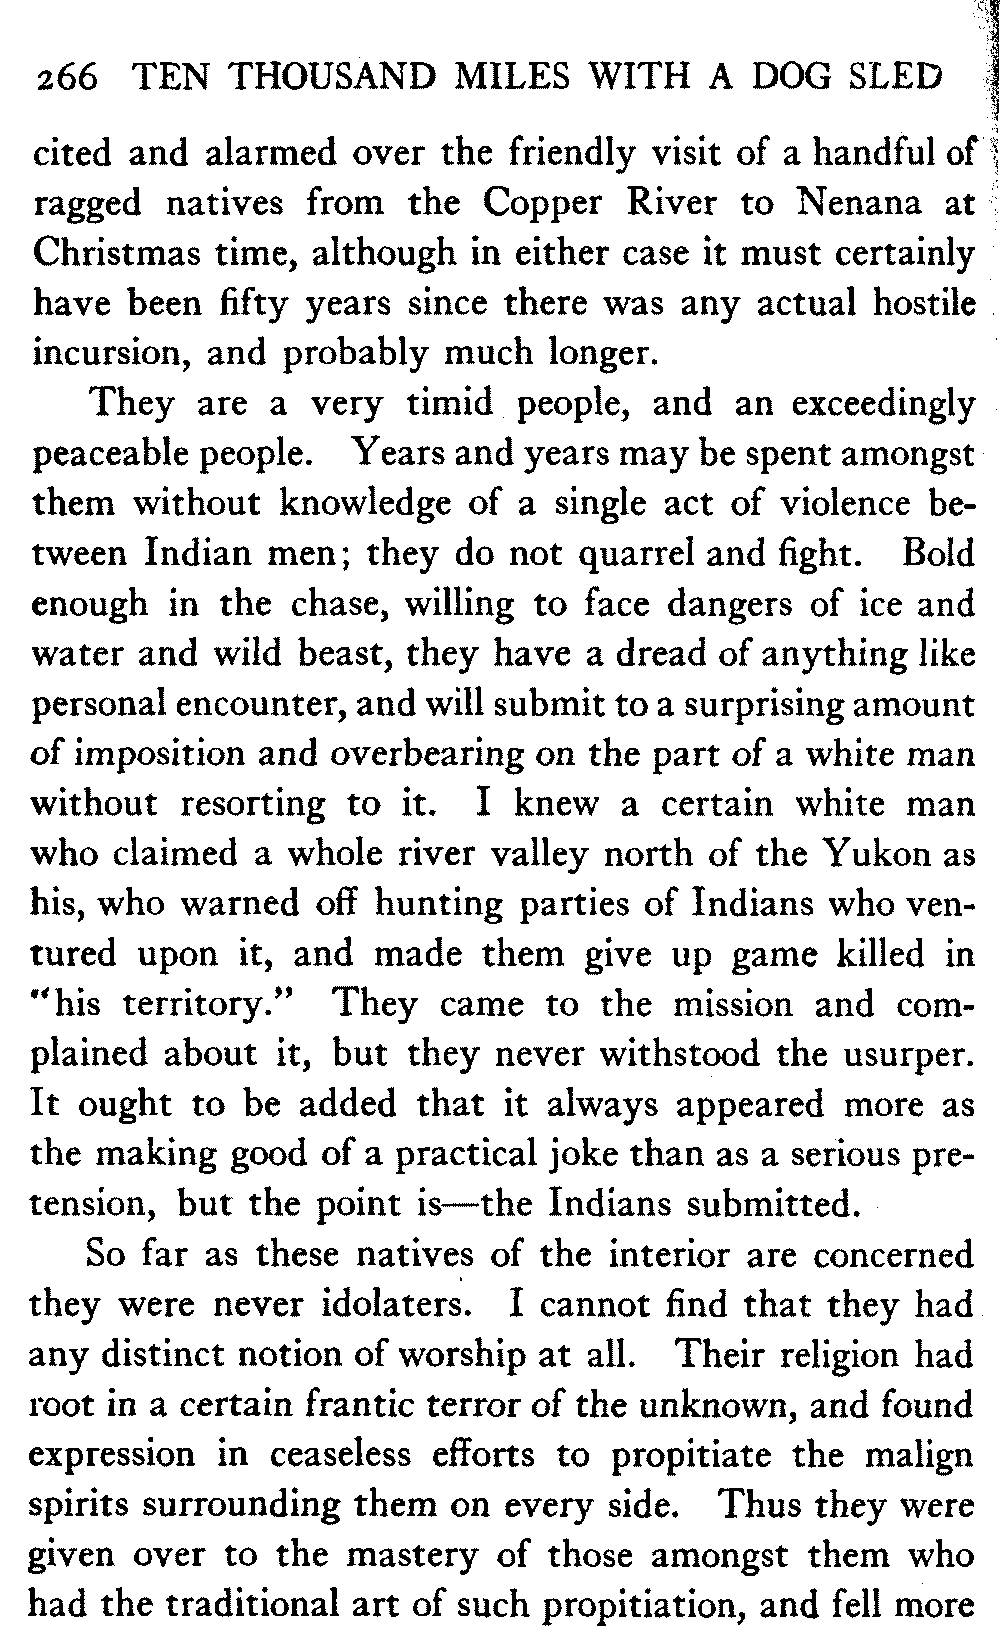 266 TEN THOUSAND MILES WITH A DOG SLED
cited and alarmed over the friendly visit of a handful of
ragged natives from the Copper River to Nenana at
Christmas time, although in either case it must certainly
have been fifty years since there was any actual hostile
incursion, and probably much longer.
They are a very timid people, and an exceedingly
peaceable people. Years and years may be spent amongst
them without knowledge of a single act of violence be-
tween Indian men; they do not quarrel and fight. Bold
enough in the chase, willing to face dangers of ice and
water and wild beast, they have a dread of anything like
personal encounter, and will submit to a surprising amount
of imposition and overbearing on the part of a white man
without resorting to it. I knew a certain white man
who claimed a whole river valley north of the Yukon as
his, who warned off hunting parties of Indians who ven-
tured upon it, and made them give up game killed in
"his territory." They came to the mission and com-
plained about it, but they never withstood the usurper.
It ought to be added that it always appeared more as
the making good of a practical joke than as a serious pre-
tension, but the point is—the Indians submitted.
So far as these natives of the interior are concerned
they were never idolaters. I cannot find that they had
any distinct notion of worship at all. Their religion had
root in a certain frantic terror of the unknown, and found
expression in ceaseless efforts to propitiate the malign
spirits surrounding them on every side. Thus they were
given over to the mastery of those amongst them who
had the traditional art of such propitiation, and fell more